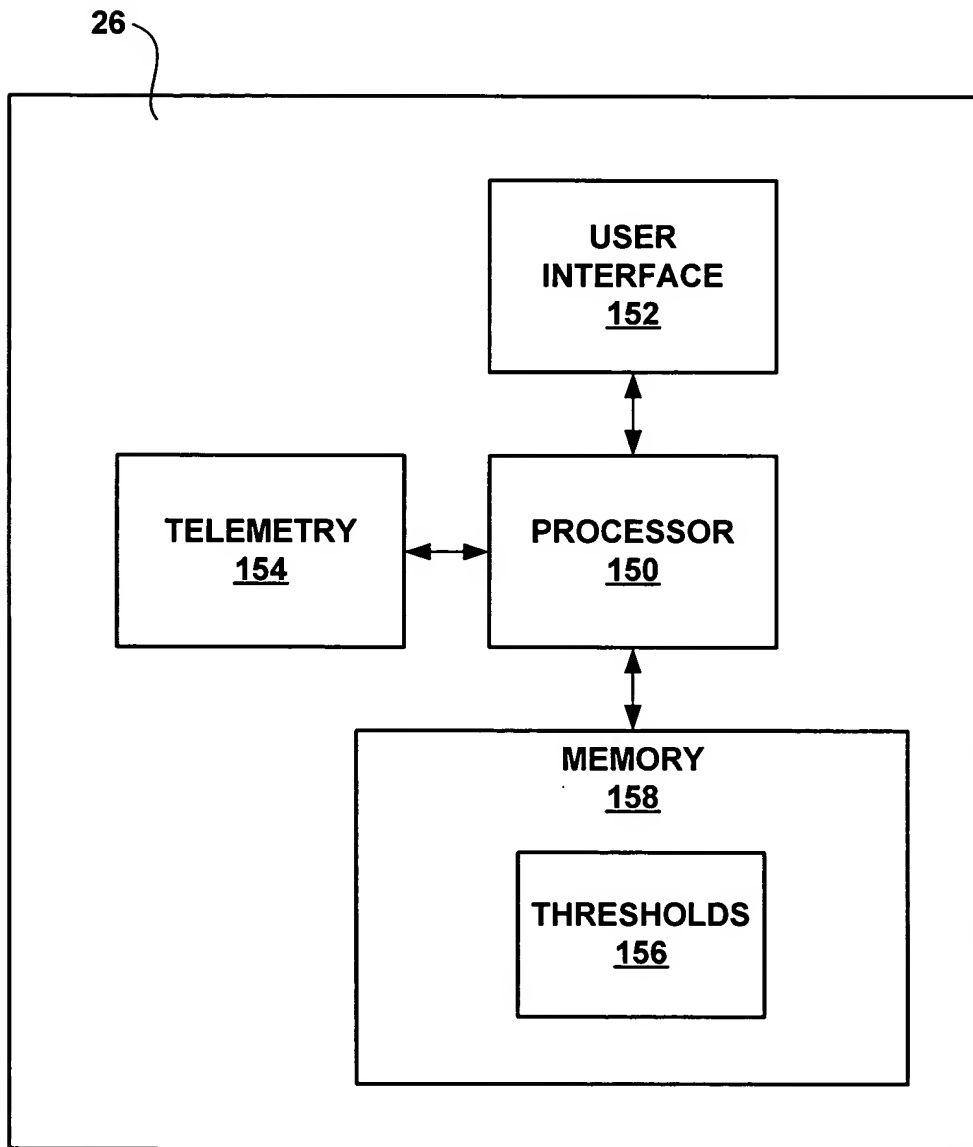 26
USER
INTERFACE
152
TELEMETRY
154
PROCESSOR
150
MEMORY
158
THRESHOLDS
156